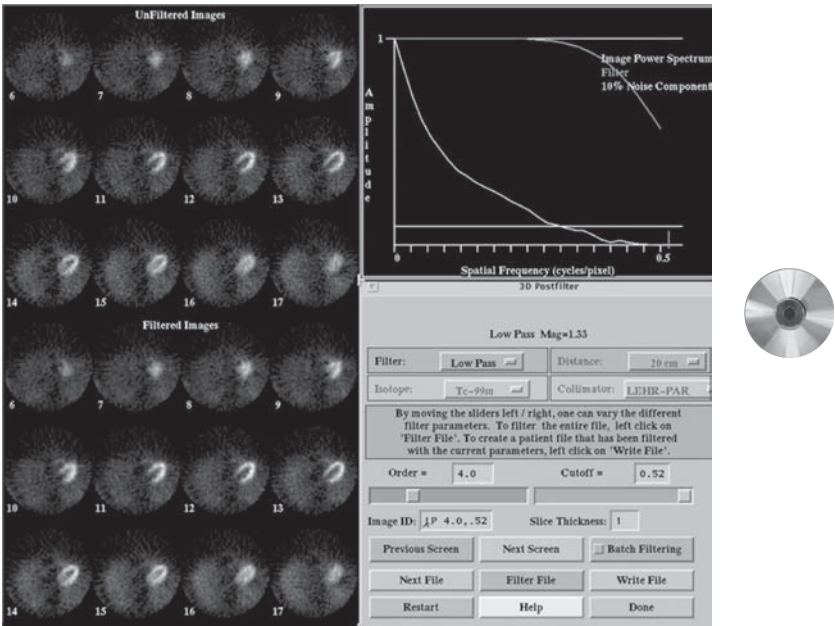 UnFiltered Images
6 7 8 9
10 11 12 13
14 15 16 17
Filtered Images
6 7 8 9
10 11 12 13
14 15 16 17
1
Amplitude
Image Power Spectrum
Filter
10% Noise Component
0 0.5
Spatial Frequency (cycles/pixel)
3D Postfilter
Low Pass Mag=1.33
Filter: Low Pass Distance: 20 cm
Isotope: Tc-99m Collimator: LEHR-PAR
By moving the sliders left / right, one can vary the different
filter parameters. To filter the entire file, left click on
'Filter File'. To create a patient file that has been filtered
with the current parameters, left click on 'Write File'.
Order = 4.0 Cutoff = 0.52
Image ID: LP 4.0,.52 Slice Thickness: 1
Previous Screen Next Screen Batch Filtering
Next File Filter File Write File
Restart Help Done